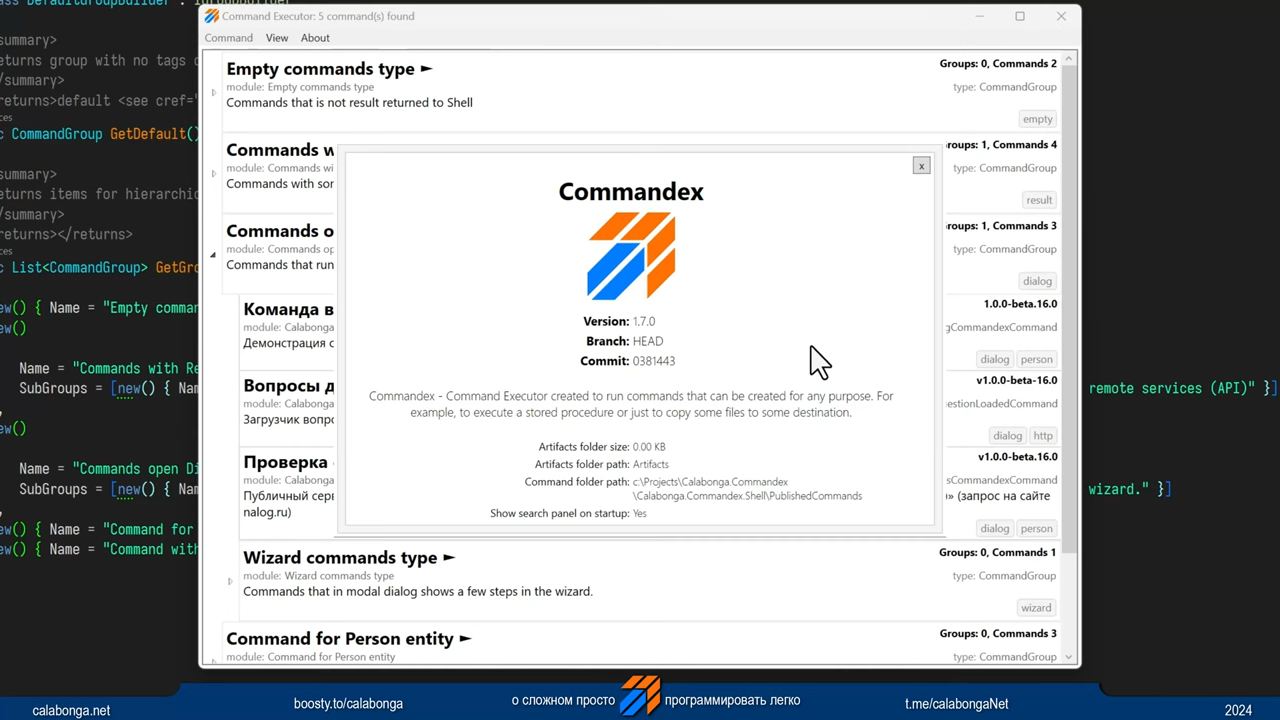 ass DefaultGroupBuilder : IGroupBuilder
summary>
eturns group with no tags
/summary>
returns>default <see cref="
c CommandGroup GetDefault()
summary>
eturns items for hierarchic
/summary>
returns></returns>
c List<CommandGroup> GetGro
ew() { Name = "Empty comman
ew()
Name = "Commands with Re
SubGroups = [new() { Nam
remote services (API)" }]
ew()
Name = "Commands open Di
SubGroups = [new() { Nam
wizard." }]
ew() { Name = "Command for
ew() { Name = "Command with
Command Executor: 5 command(s) found
Command View About
Empty commands type ►
module: Empty commands type
Commands that is not result returned to Shell
Groups: 0, Commands 2
type: CommandGroup
empty
Commands w
module: Commands wi
Commands with sor
roups: 1, Commands 4
type: CommandGroup
result
Commands o
module: Commands op
Commands that run
roups: 1, Commands 3
type: CommandGroup
dialog
Команда в
module: Calabonga
Демонстрация с
1.0.0-beta.16.0
gCommandexCommand
dialog person
Вопросы д
module: Calabonga
Загрузчик вопро
v1.0.0-beta-16.0
estionLoadedCommand
dialog http
Проверка
module: Calabonga
Публичный серв
nalog.ru)
v1.0.0-beta.16.0
sCommandexCommand
» (запрос на сайте
dialog person
Wizard commands type ►
module: Wizard commands type
Commands that in modal dialog shows a few steps in the wizard.
Groups: 0, Commands 1
type: CommandGroup
wizard
Command for Person entity ►
module: Command for Person entity
Groups: 0, Commands 3
type: CommandGroup
x
Commandex
Version: 1.7.0
Branch: HEAD
Commit: 0381443
Commandex - Command Executor created to run commands that can be created for any purpose. For
example, to execute a stored procedure or just to copy some files to some destination.
Artifacts folder size: 0.00 KB
Artifacts folder path: Artifacts
Command folder path: c:\Projects\Calabonga.Commandex
\Calabonga.Commandex.Shell\PublishedCommands
Show search panel on startup: Yes
calabonga.net
boosty.to/calabonga
о сложном просто программировать легко
t.me/calabongaNet
2024